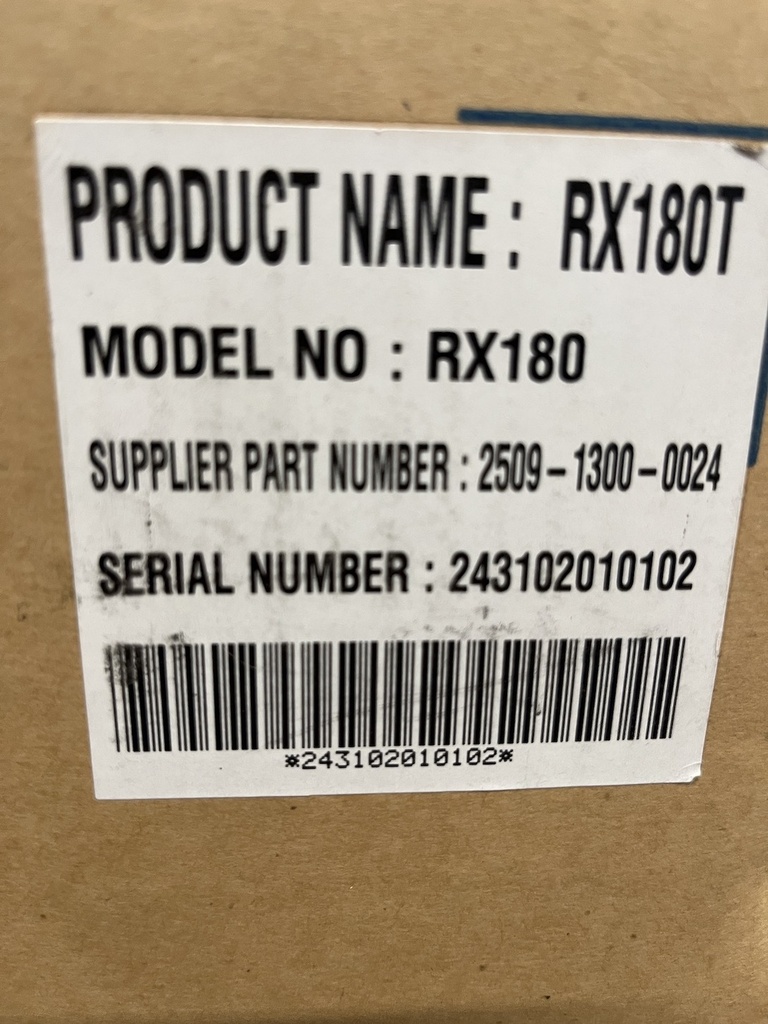 PRODUCT NAME : RX180T
MODEL NO : RX180
SUPPLIER PART NUMBER : 2509-1300-0024
SERIAL NUMBER : 243102010102
*243102010102*